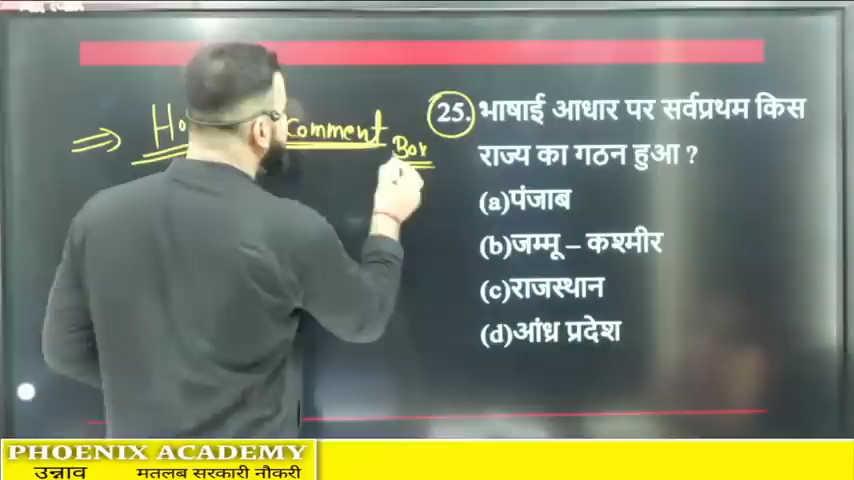 25. भाषाई आधार पर सर्वप्रथम किस
राज्य का गठन हुआ ?
(a)पंजाब
(b)जम्मू – कश्मीर
(c)राजस्थान
(d)आंध्र प्रदेश
⇒ Ho Comment
Box
PHOENIX ACADEMY
उन्नाव मतलब सरकारी नौकरी